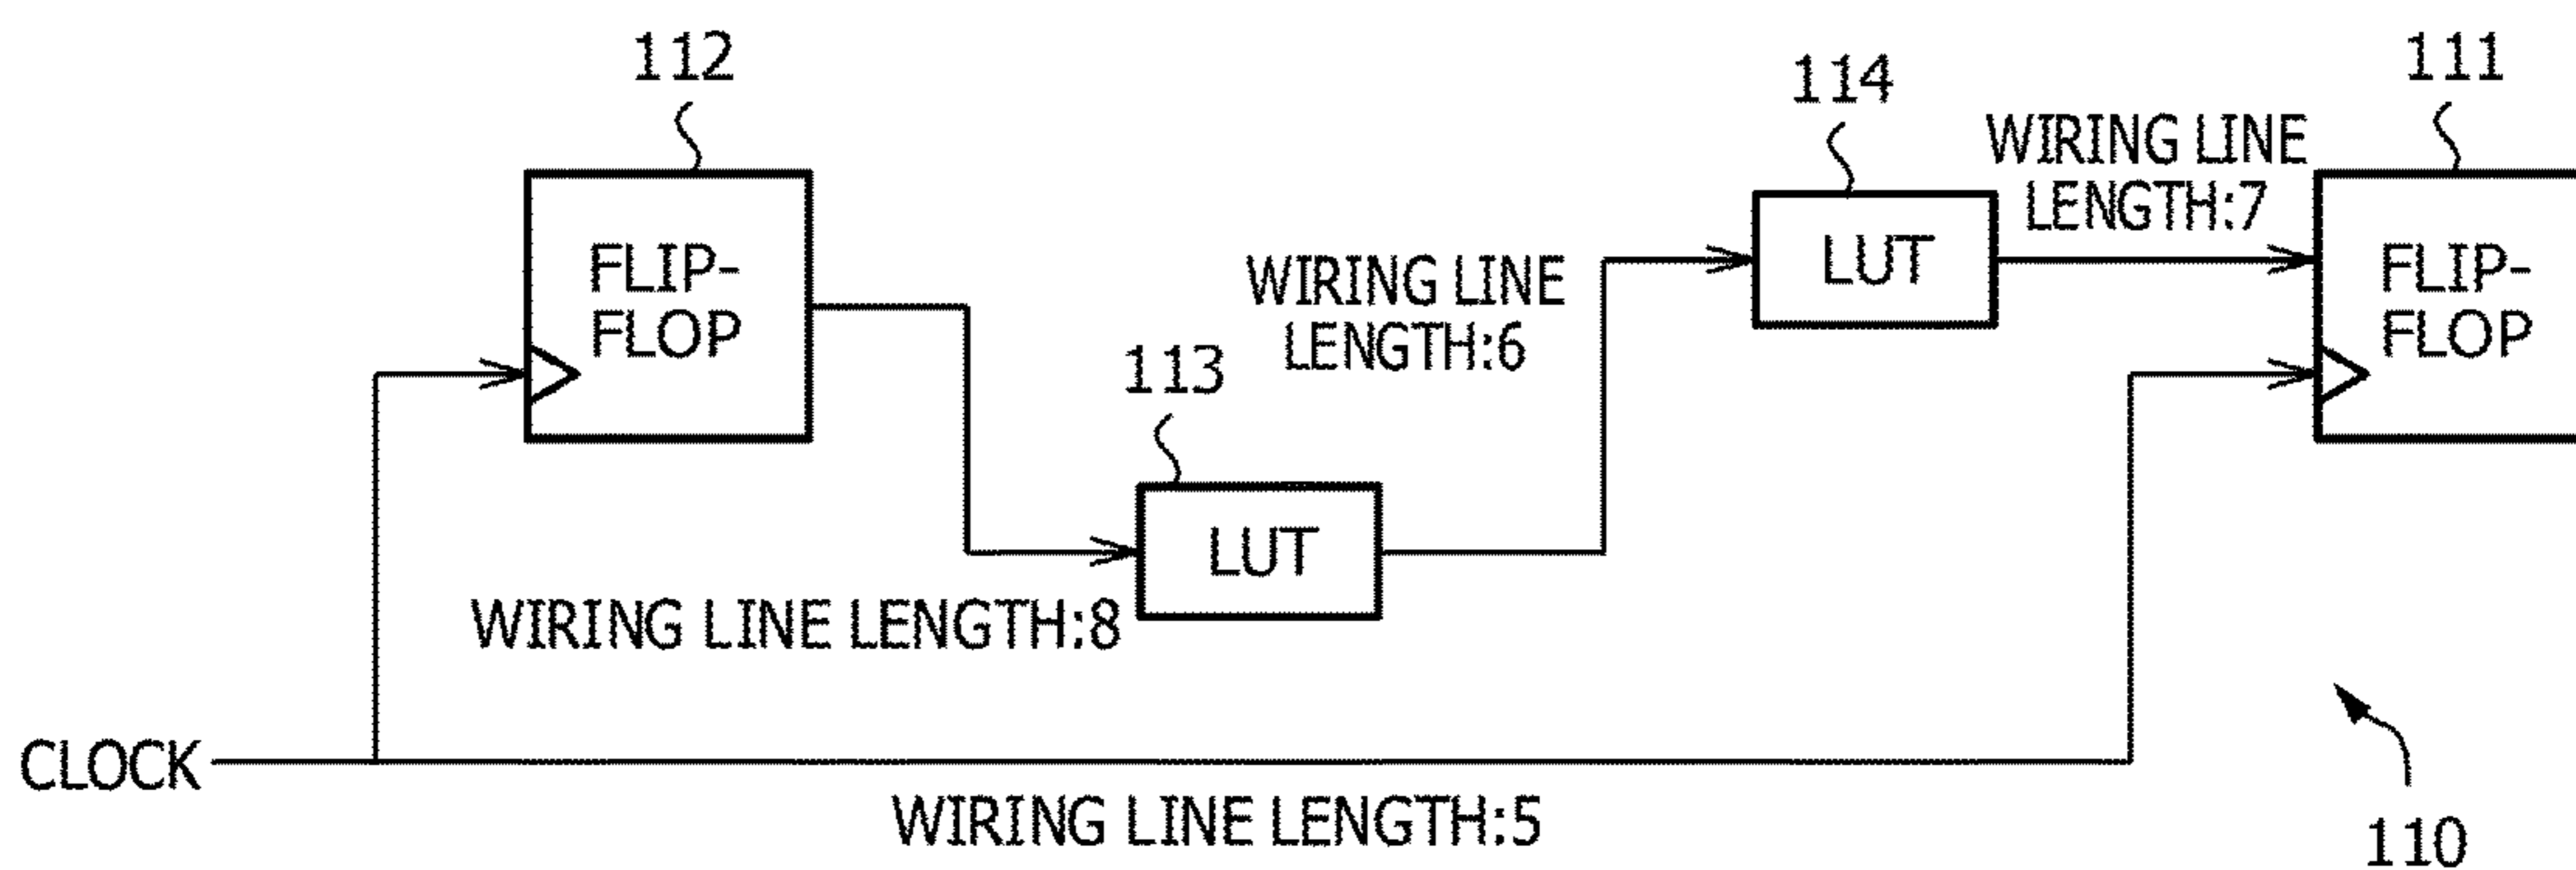 112
114
111
WIRING LINE
LENGTH:7
FLIP-
FLOP
LUT
FLIP-
FLOP
WIRING LINE
LENGTH:6
113
LUT
WIRING LINE LENGTH:8
CLOCK
WIRING LINE LENGTH:5
110